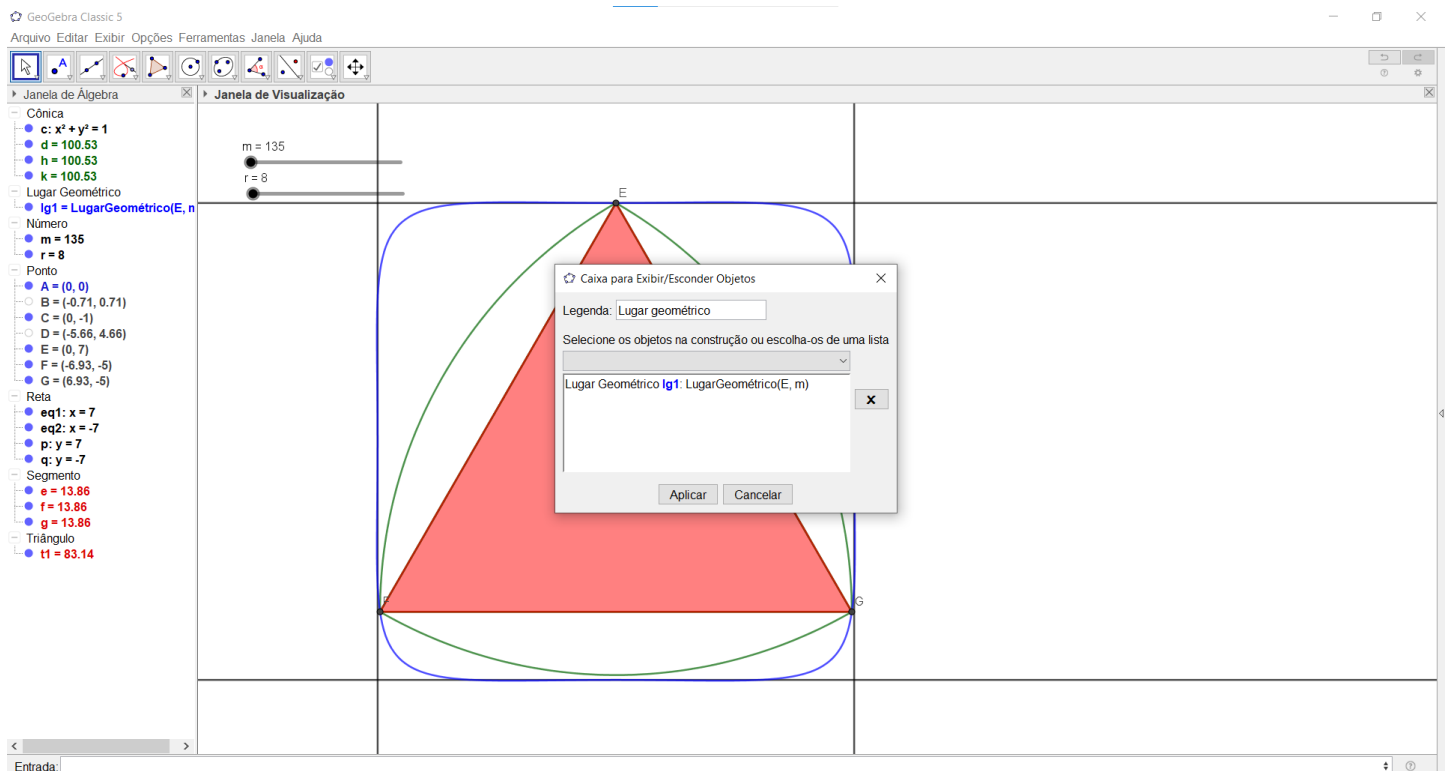 GeoGebra Classic 5
Arquivo Editar Exibir Opções Ferramentas Janela Ajuda
Janela de Álgebra
Cônica
c: x² + y² = 1
d = 100.53
h = 100.53
k = 100.53
Lugar Geométrico
lg1 = LugarGeométrico(E, m
Número
m = 135
r = 8
Ponto
A = (0, 0)
B = (-0.71, 0.71)
C = (0, -1)
D = (-5.66, 4.66)
E = (0, 7)
F = (-6.93, -5)
G = (6.93, -5)
Reta
eq1: x = 7
eq2: x = -7
p: y = 7
q: y = -7
Segmento
e = 13.86
f = 13.86
g = 13.86
Triângulo
t1 = 83.14
Janela de Visualização
m = 135
r = 8
E
F
G
Caixa para Exibir/Esconder Objetos
Legenda: Lugar geométrico
Selecione os objetos na construção ou escolha-os de uma lista
Lugar Geométrico lg1: LugarGeométrico(E, m)
Aplicar Cancelar
Entrada: